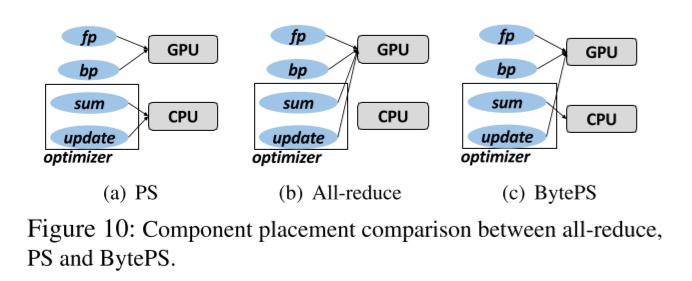 fp
bp
sum
update
optimizer
GPU
CPU
(a) PS
fp
bp
sum
update
optimizer
GPU
CPU
(b) All-reduce
fp
bp
sum
update
optimizer
GPU
CPU
(c) BytePS
Figure 10: Component placement comparison between all-reduce,
PS and BytePS.